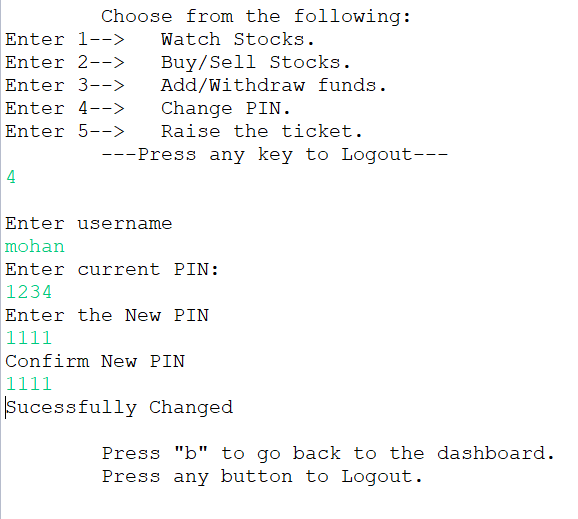 Choose from the following:
Enter 1-->   Watch Stocks.
Enter 2-->   Buy/Sell Stocks.
Enter 3-->   Add/Withdraw funds.
Enter 4-->   Change PIN.
Enter 5-->   Raise the ticket.
---Press any key to Logout---
4
Enter username
mohan
Enter current PIN:
1234
Enter the New PIN
1111
Confirm New PIN
1111
Sucessfully Changed
Press "b" to go back to the dashboard.
Press any button to Logout.